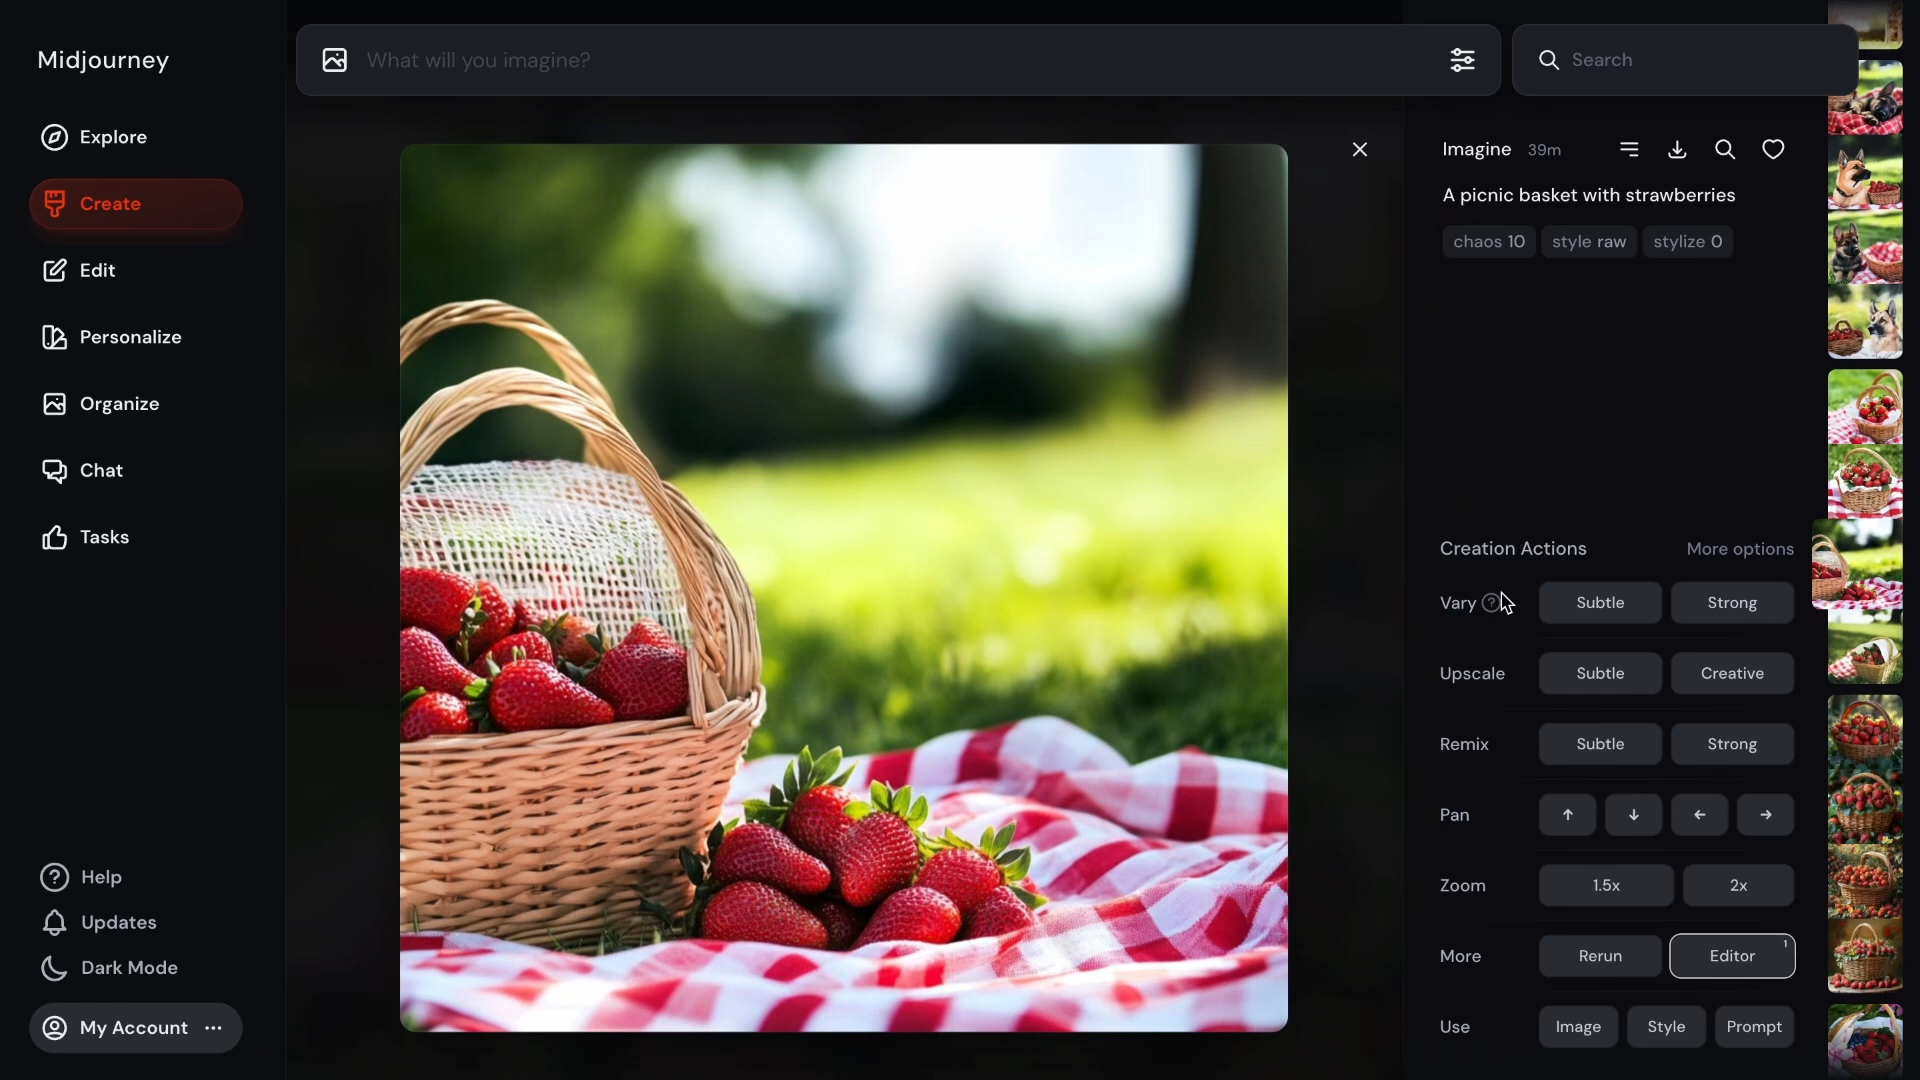 Midjourney
Explore
Create
Edit
Personalize
Organize
Chat
Tasks
Help
Updates
Dark Mode
My Account ...
What will you imagine?
Search
Imagine 39m
A picnic basket with strawberries
chaos 10 style raw stylize 0
Creation Actions More options
Vary ? Subtle Strong
Upscale Subtle Creative
Remix Subtle Strong
Pan ↑ ↓ ← →
Zoom 1.5x 2x
More Rerun Editor 1
Use Image Style Prompt